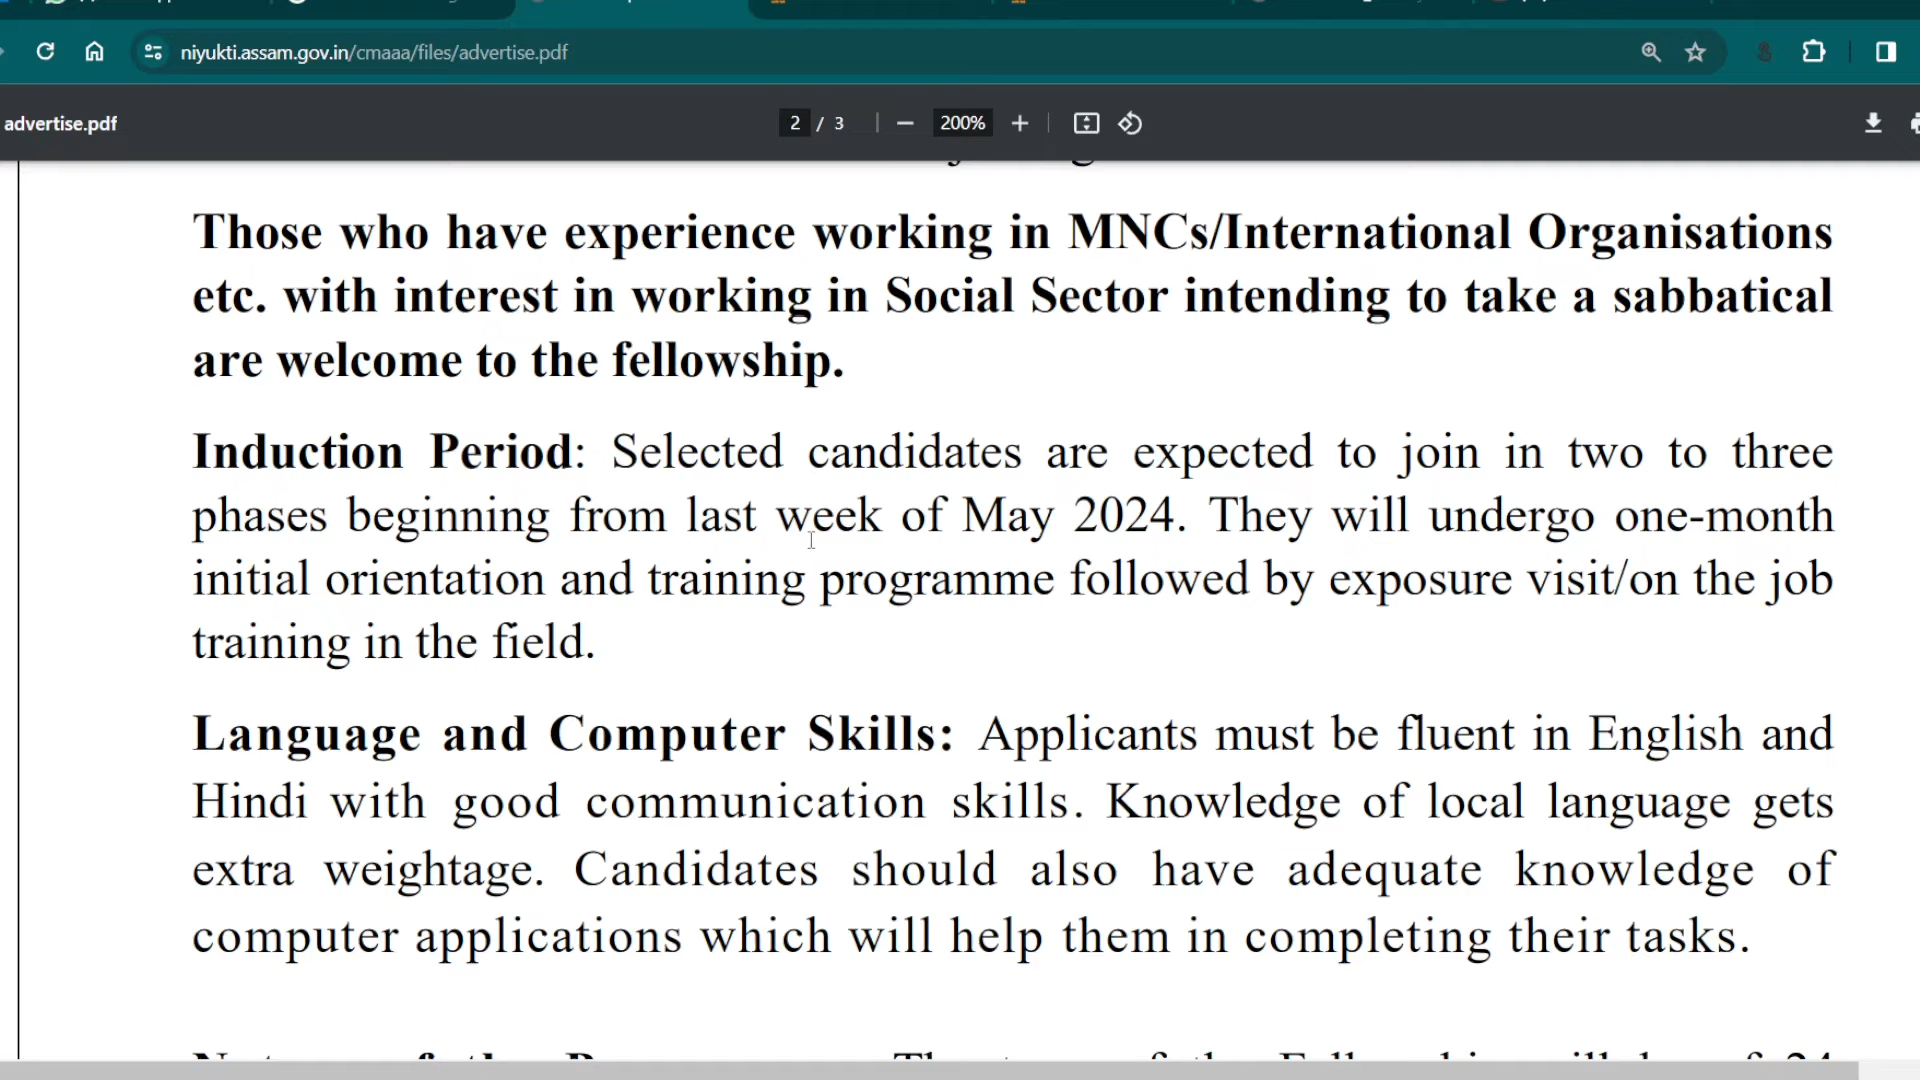 niyukti.assam.gov.in/cmaaa/files/advertise.pdf
advertise.pdf
2 / 3
200%
Those who have experience working in MNCs/International Organisations
etc. with interest in working in Social Sector intending to take a sabbatical
are welcome to the fellowship.
Induction Period: Selected candidates are expected to join in two to three
phases beginning from last week of May 2024. They will undergo one-month
initial orientation and training programme followed by exposure visit/on the job
training in the field.
Language and Computer Skills: Applicants must be fluent in English and
Hindi with good communication skills. Knowledge of local language gets
extra weightage. Candidates should also have adequate knowledge of
computer applications which will help them in completing their tasks.